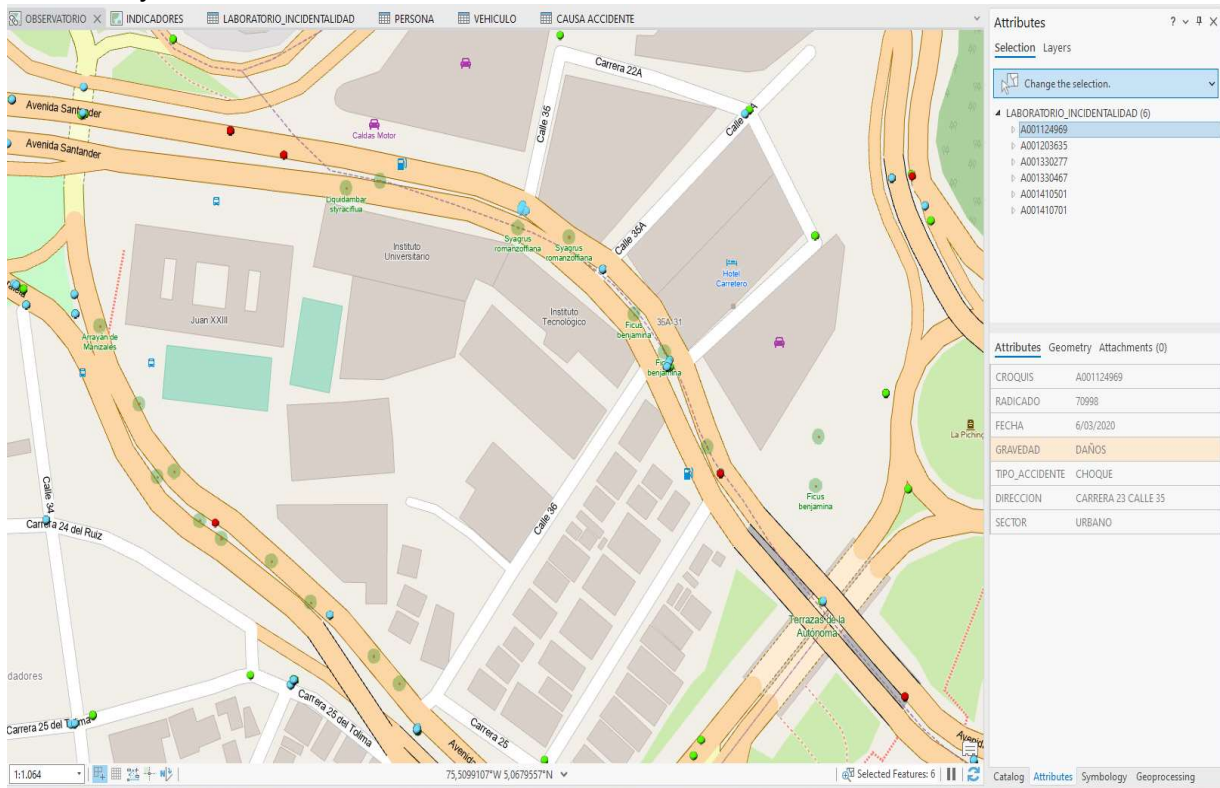 OBSERVATORIO
INDICADORES
LABORATORIO_INCIDENTALIDAD
PERSONA
VEHICULO
CAUSA ACCIDENTE
Attributes
Selection Layers
Change the selection.
LABORATORIO_INCIDENTALIDAD (6)
A001124969
A001203635
A001330277
A001330467
A001410501
A001410701
Attributes Geometry Attachments (0)
CROQUIS A001124969
RADICADO 70998
FECHA 6/03/2020
GRAVEDAD DAÑOS
TIPO_ACCIDENTE CHOQUE
DIRECCION CARRERA 23 CALLE 35
SECTOR URBANO
Catalog Attributes Symbology Geoprocessing
Carrera 22A
Calle 35
Avenida Santander
Caldas Motor
Avenida Santander
Liquidambar
styraciflua
Syagrus
romanzoffiana
Syagrus
romanzoffiana
Calle 35A
Instituto
Universitario
Hotel
Carretero
Juan XXIII
Instituto
Tecnológico
Ficus
benjamina
35A-31
Arrayán de
Manizales
Ficus
benjamina
Ficus
benjamina
Calle 34
Carrera 24 del Ruiz
Calle 36
Terrazas de la
Autónoma
dadores
Carrera 25 del Tolima
Carrera 25 del Tolima
Carrera 25
1:1.064
75,5099107°W 5,0679557°N
Selected Features: 6